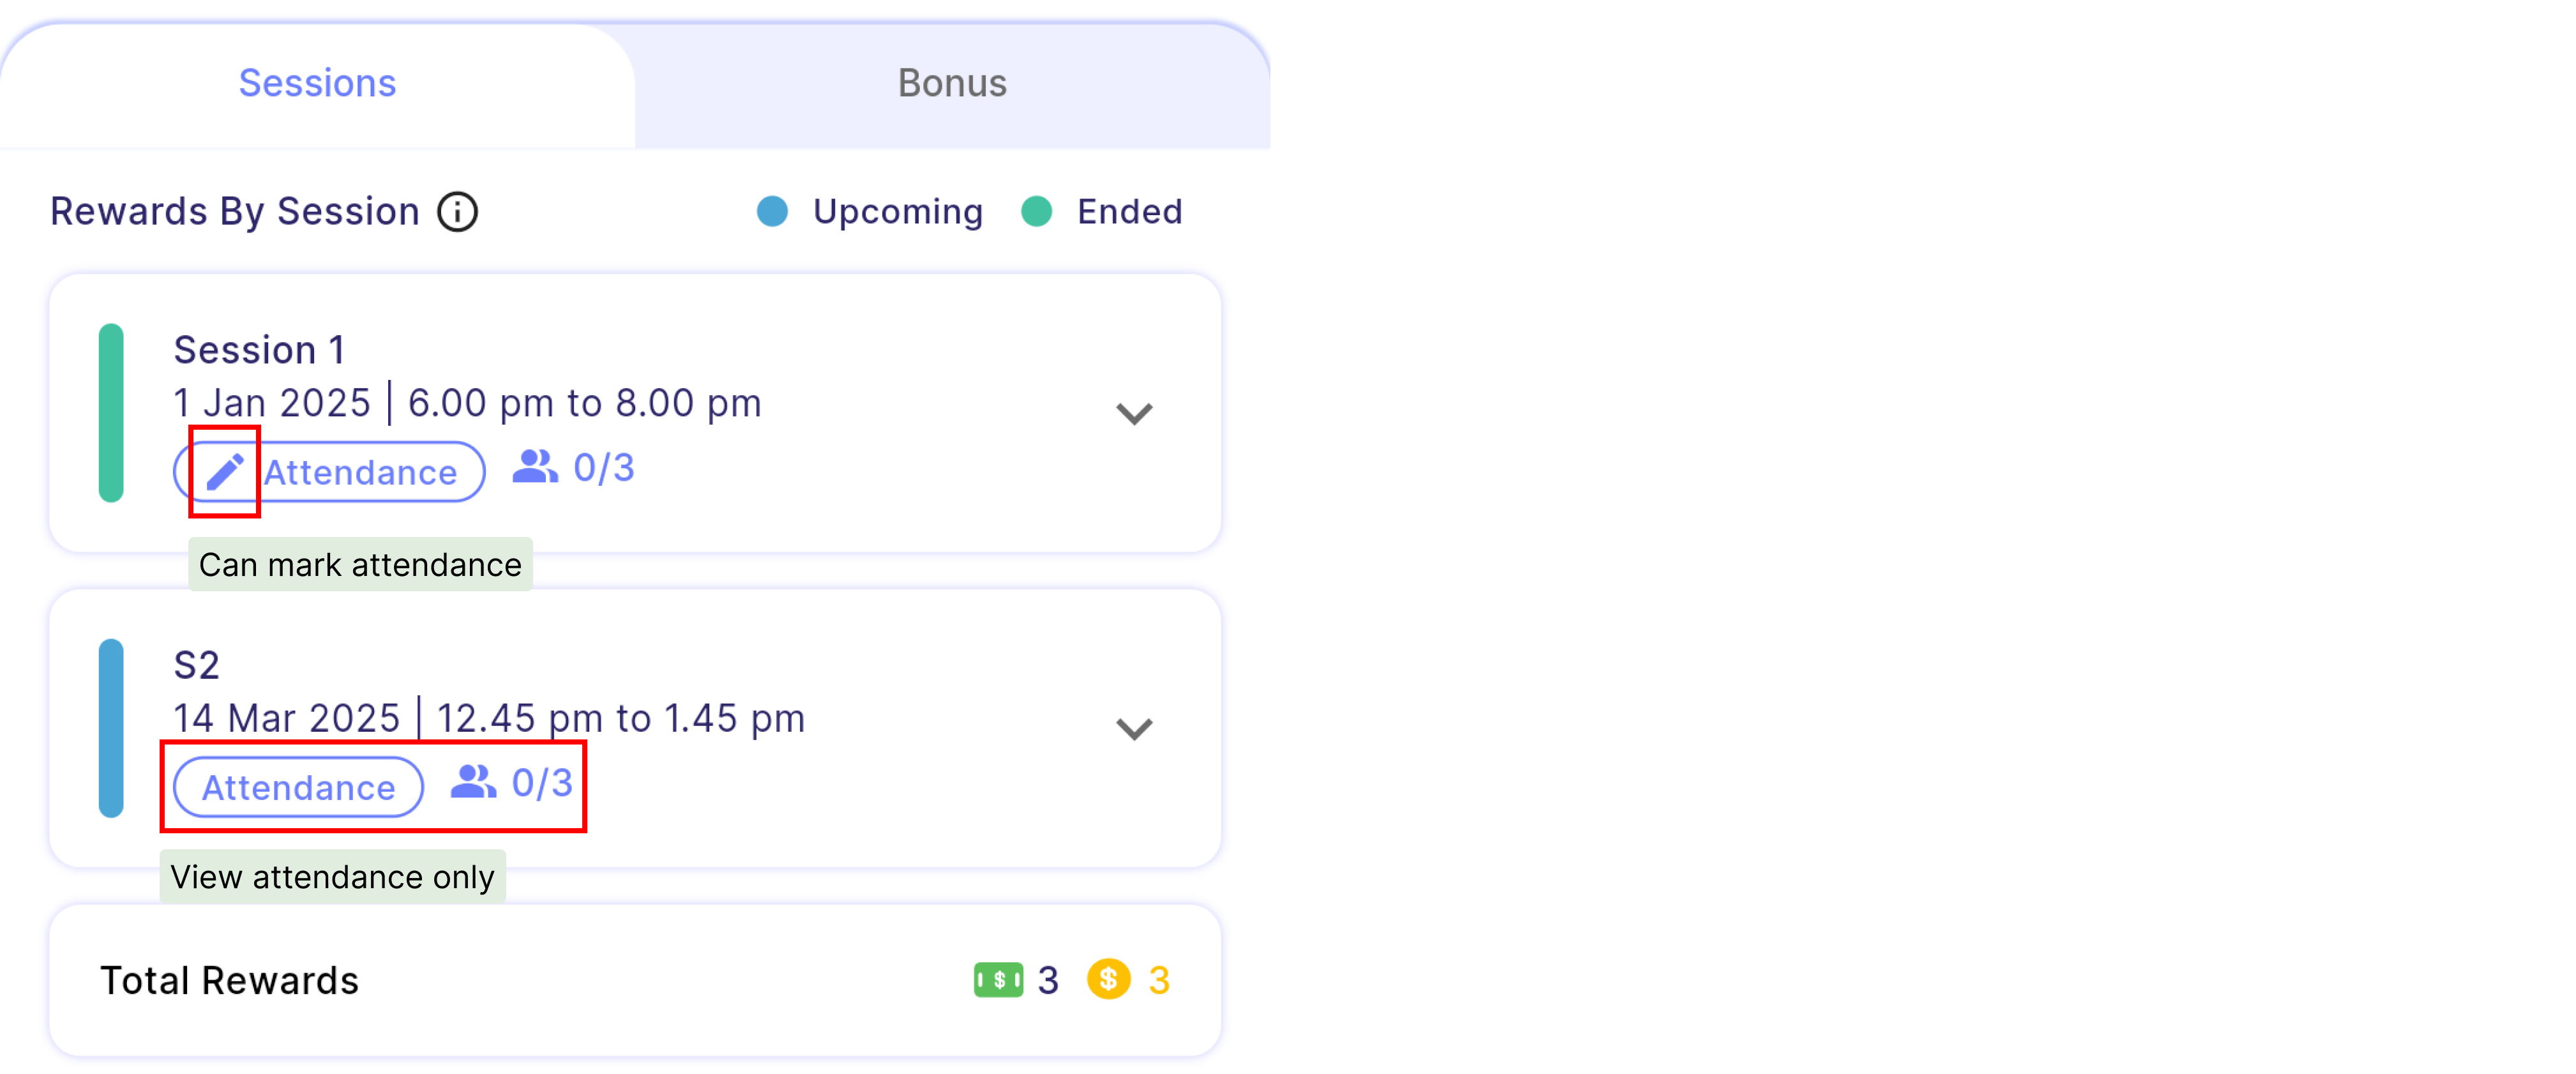 Sessions
Bonus
Rewards By Session
Upcoming
Ended
Session 1
1 Jan 2025 | 6.00 pm to 8.00 pm
Attendance
0/3
Can mark attendance
S2
14 Mar 2025 | 12.45 pm to 1.45 pm
Attendance
0/3
View attendance only
Total Rewards
$ 3
$ 3